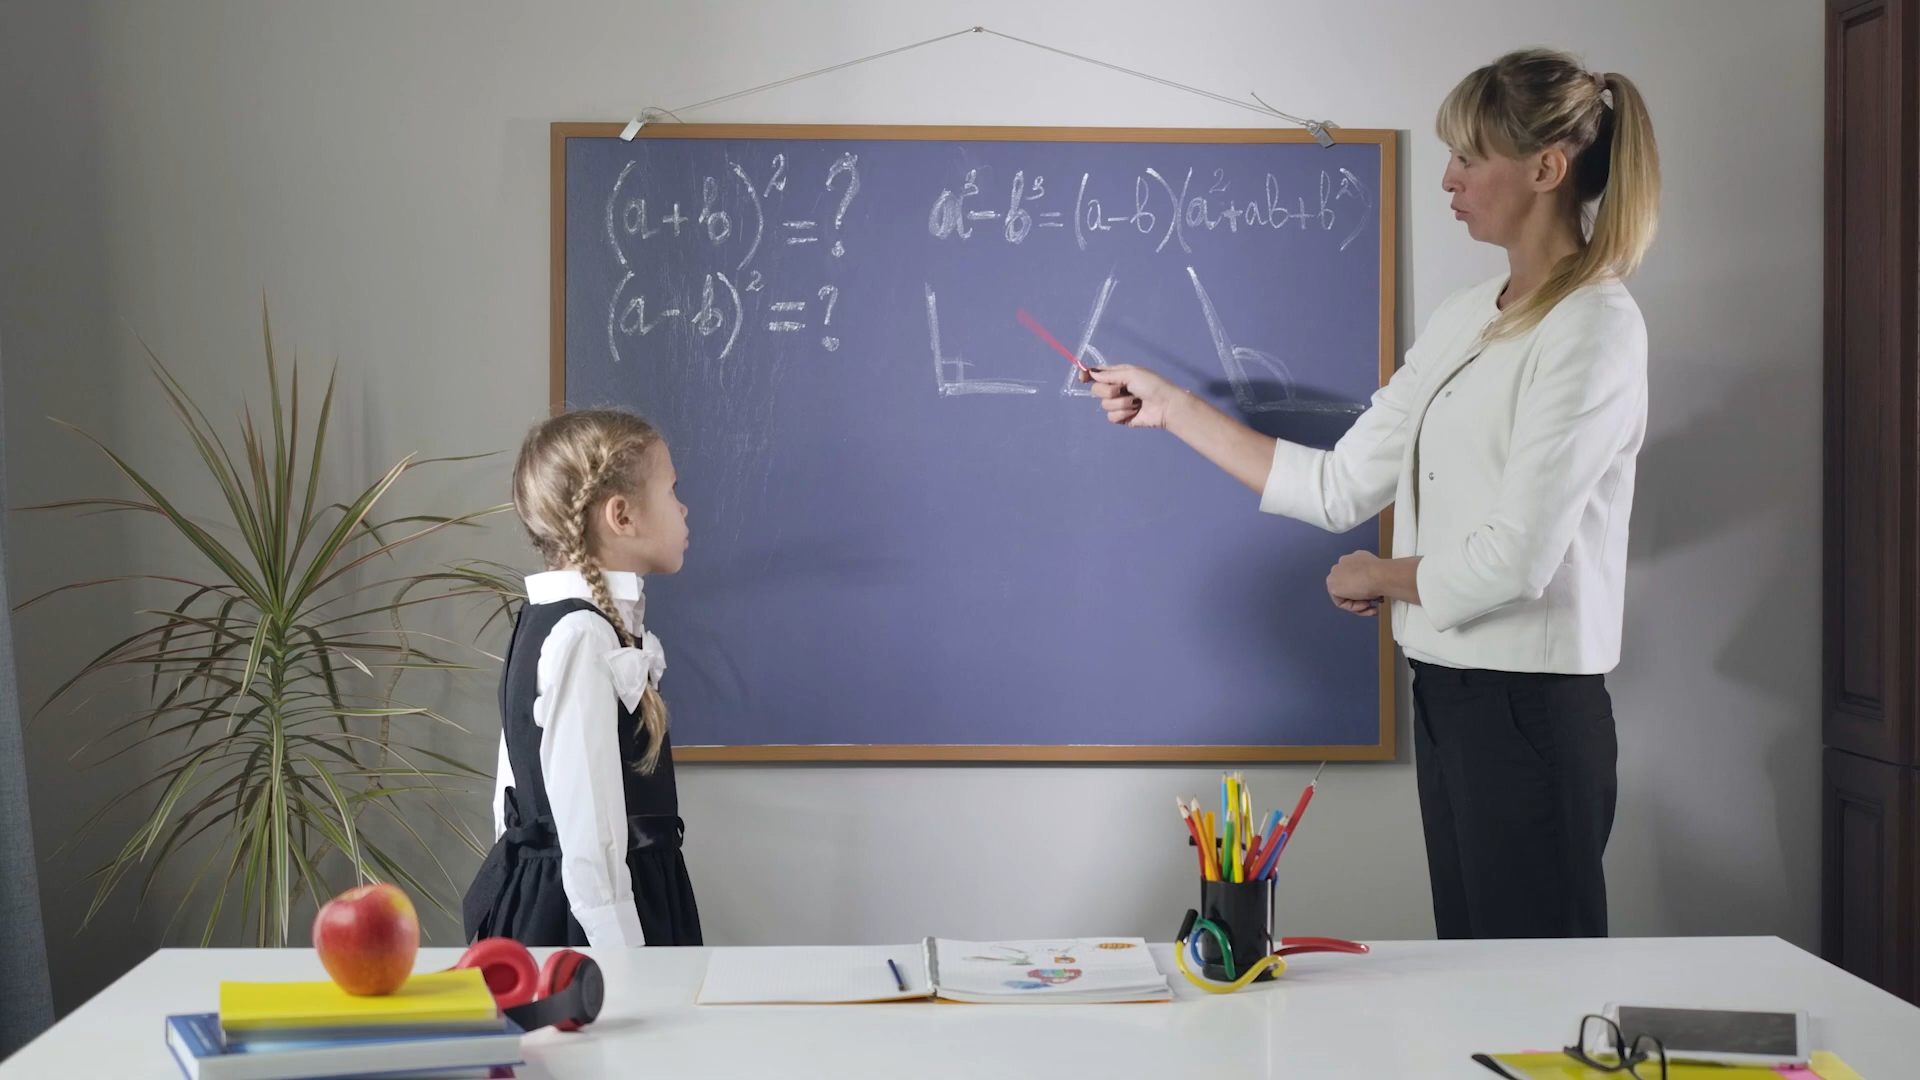 (a+b)² = ?
a³-b³=(a-b)(a²+ab+b²)
(a-b)² = ?